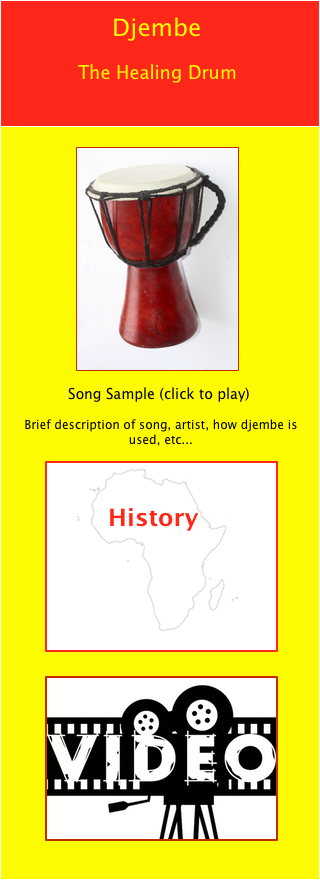 Djembe
The Healing Drum
Song Sample (click to play)
Brief description of song, artist, how djembe is
used, etc...
History
VIDEO